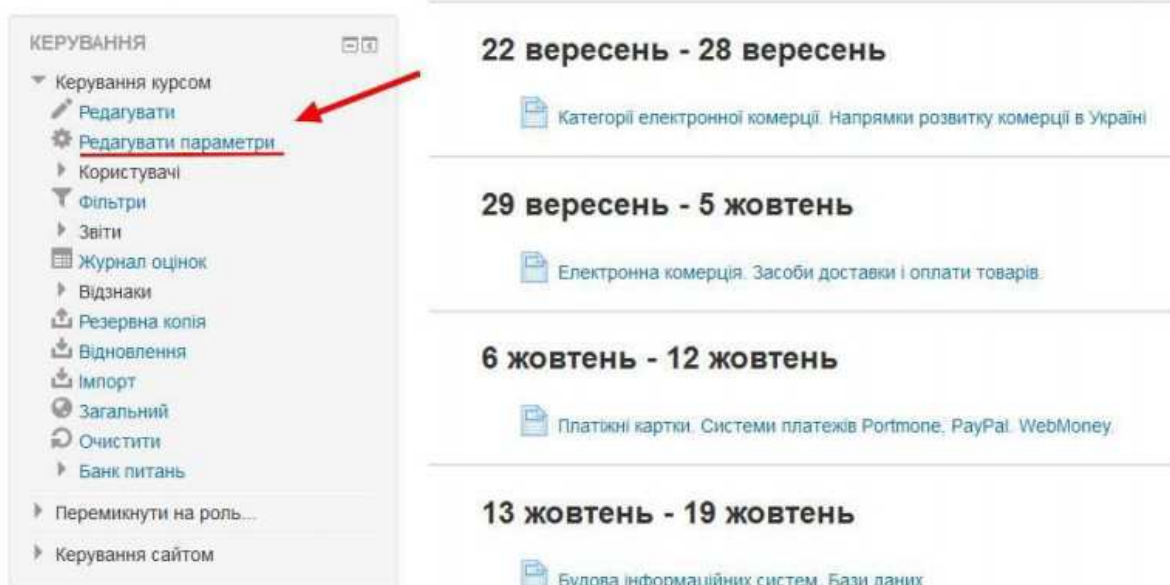 КЕРУВАННЯ
Керування курсом
Редагувати
Редагувати параметри
Користувачі
Фільтри
Звіти
Журнал оцінок
Відзнаки
Резервна копія
Відновлення
Імпорт
Загальний
Очистити
Банк питань
Перемикнути на роль...
Керування сайтом
22 вересень - 28 вересень
Категорії електронної комерції. Напрямки розвитку комерції в Україні
29 вересень - 5 жовтень
Електронна комерція. Засоби доставки і оплати товарів.
6 жовтень - 12 жовтень
Платіжні картки. Системи платежів Portmone, PayPal. WebMoney.
13 жовтень - 19 жовтень
Будова інформаційних систем. Бази даних